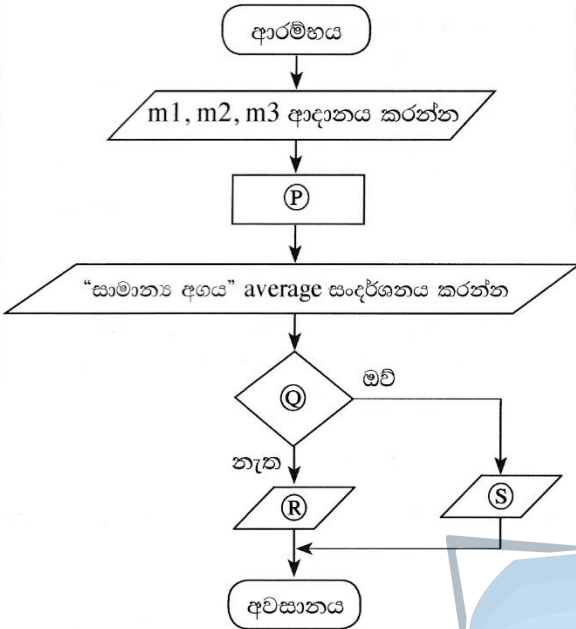 ආරම්භය
m1, m2, m3 ආදානය කරන්න
P
“සාමාන්‍ය අගය” average සංදර්ශනය කරන්න
Q
ඔව්
නැත
R
S
අවසානය